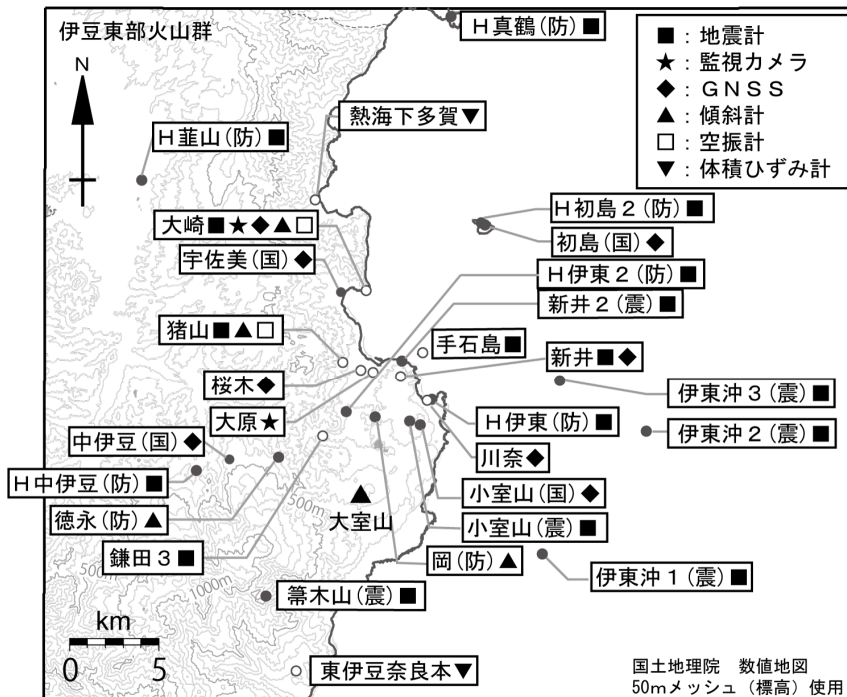 伊豆東部火山群
N
H真鶴(防)■
■：地震計
★：監視カメラ
◆：ＧＮＳＳ
▲：傾斜計
□：空振計
▼：体積ひずみ計
熱海下多賀▼
H韮山(防)■
H初島２(防)■
初島(国)◆
大崎■★◆▲□
宇佐美(国)◆
H伊東２(防)■
新井２(震)■
猪山■▲□
手石島■
新井■◆
桜木◆
伊東沖３(震)■
大原★
H伊東(防)■
伊東沖２(震)■
中伊豆(国)◆
川奈◆
H中伊豆(防)■
小室山(国)◆
500m
徳永(防)▲
大室山
小室山(震)■
鎌田３■
岡(防)▲
500m
1000m
伊東沖１(震)■
箒木山(震)■
km
0 5
東伊豆奈良本▼
国土地理院　数値地図
50mメッシュ（標高）使用